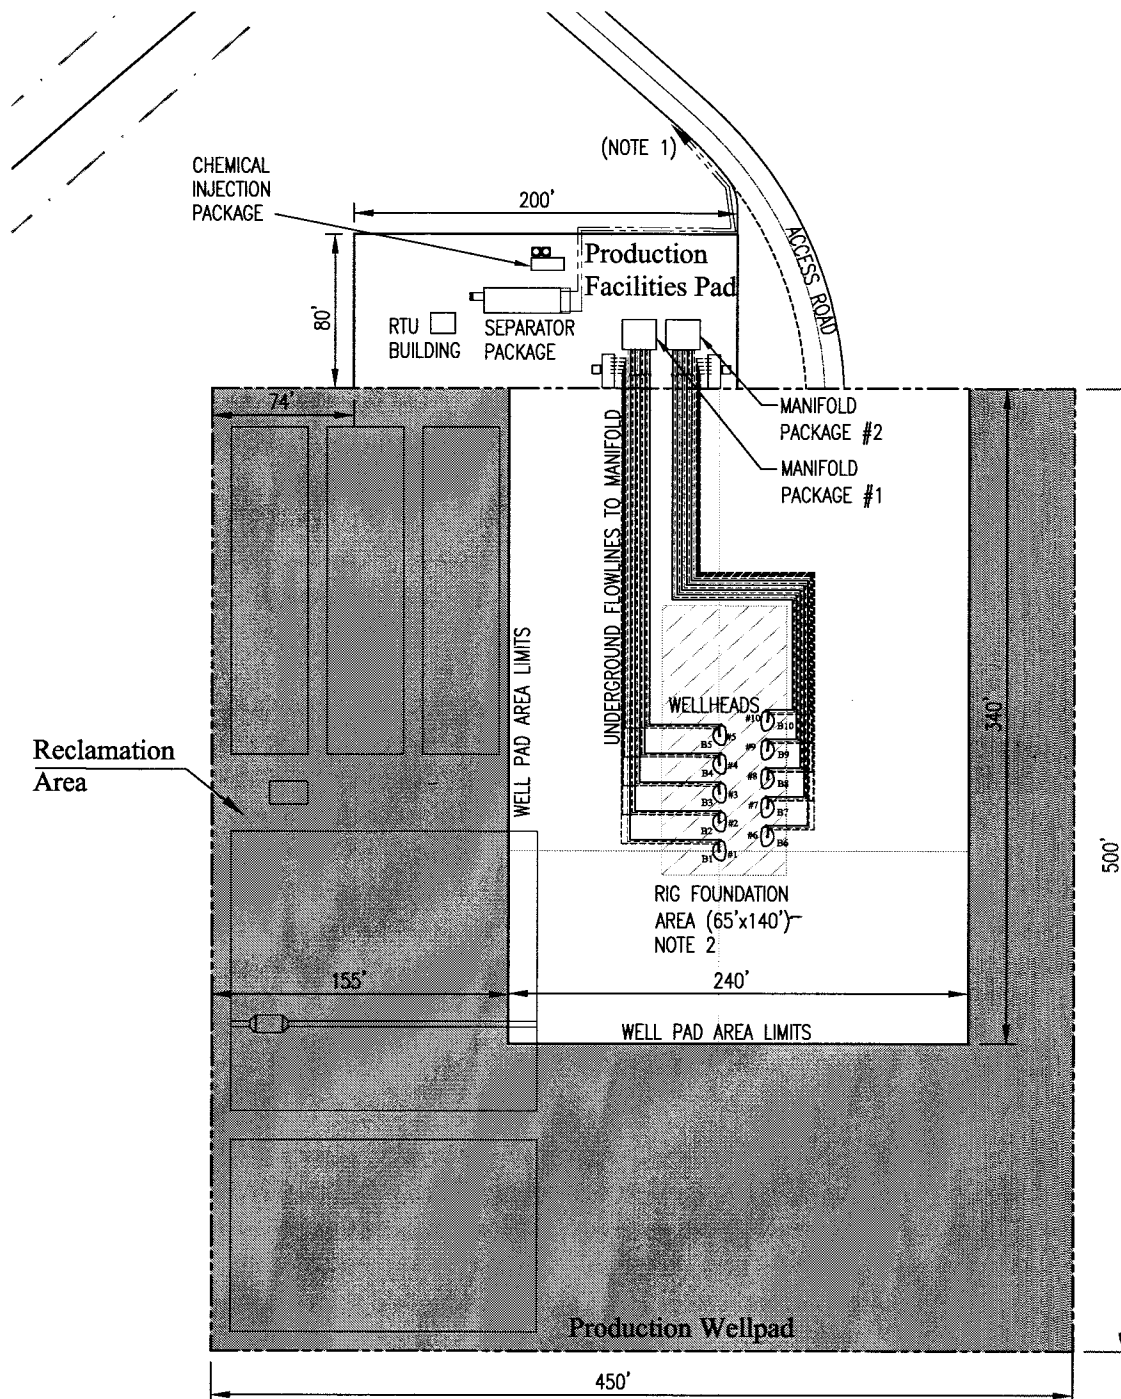 (NOTE 1)
CHEMICAL
INJECTION
PACKAGE
200'
ACCESS ROAD
Production
Facilities Pad
80'
RTU
BUILDING
SEPARATOR
PACKAGE
74'
MANIFOLD
PACKAGE #2
MANIFOLD
PACKAGE #1
UNDERGROUND FLOWLINES TO MANIFOLD
WELL PAD AREA LIMITS
340'
500'
WELLHEADS
#10
B10
#5
B5
#9
B9
#4
B4
#8
B8
#3
B3
#7
B7
#2
B2
#6
B6
#1
B1
Reclamation
Area
RIG FOUNDATION
AREA (65'x140')
NOTE 2
155'
240'
WELL PAD AREA LIMITS
Production Wellpad
450'